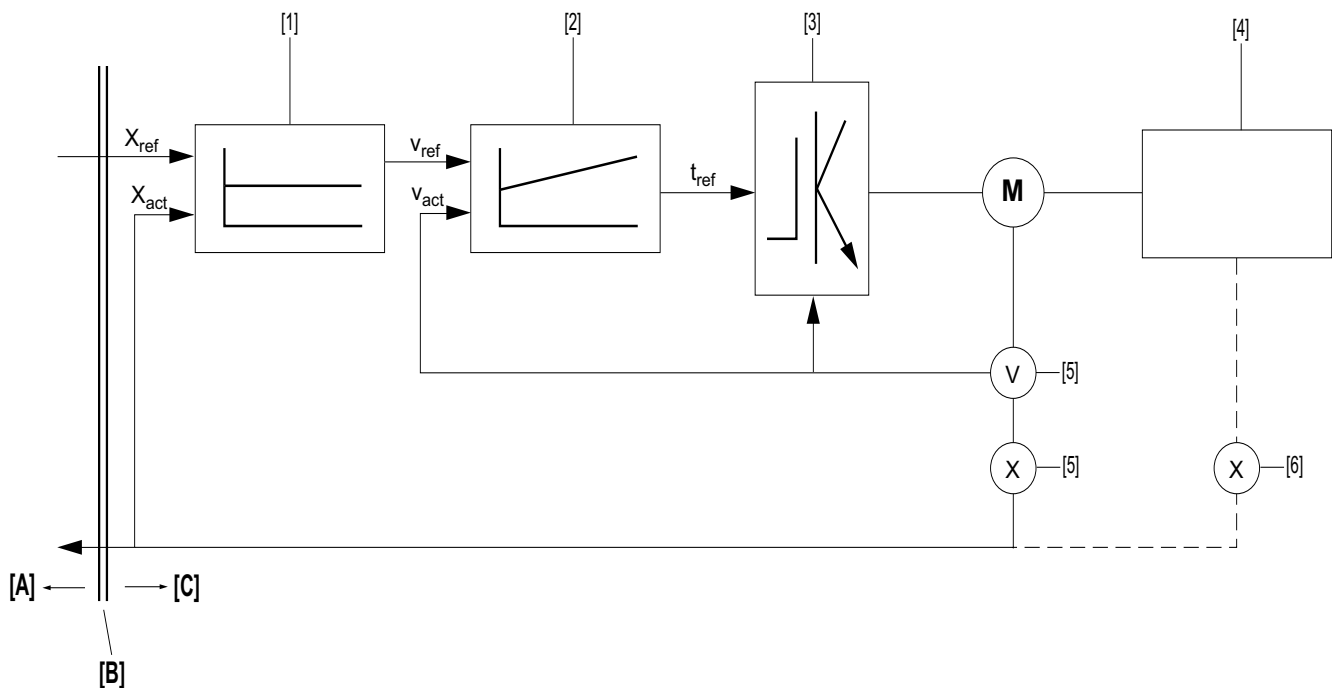 [1]
[2]
[3]
[4]
Xref
Xact
vref
vact
tref
M
V
[5]
X
[5]
X
[6]
[A]
[C]
[B]